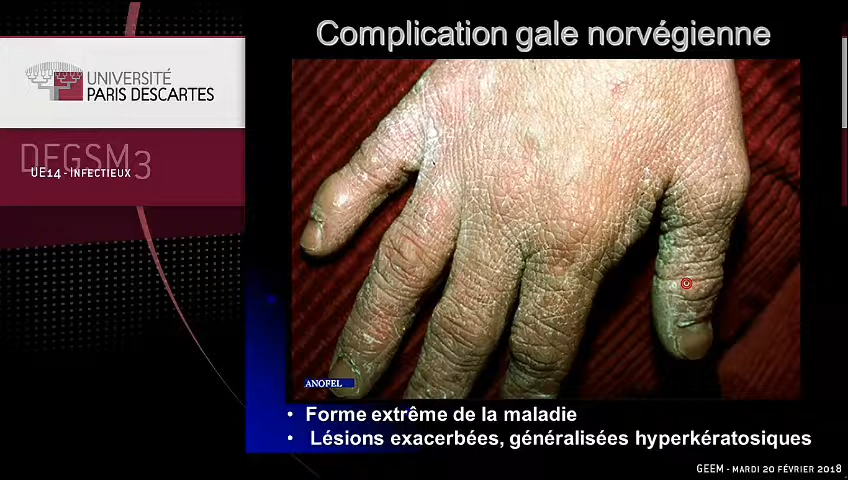 Complication gale norvégienne
UNIVERSITÉ
PARIS DESCARTES
DFGSM3
UE14 - Infectieux
ANOFEL
• Forme extrême de la maladie
• Lésions exacerbées, généralisées hyperkératosiques
GEEM - mardi 20 février 2018